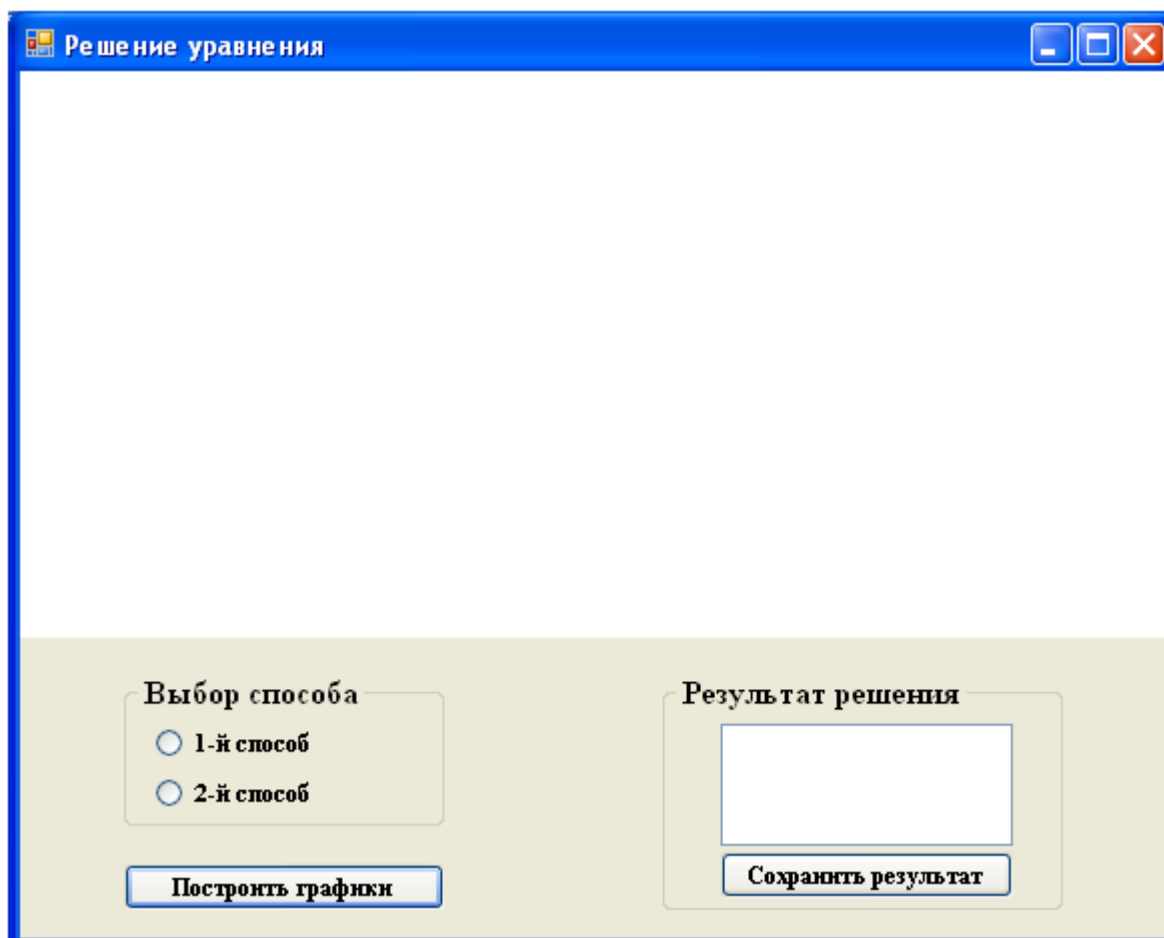 Решение уравнения
Выбор способа
1-й способ
2-й способ
Построить графики
Результат решения
Сохранить результат